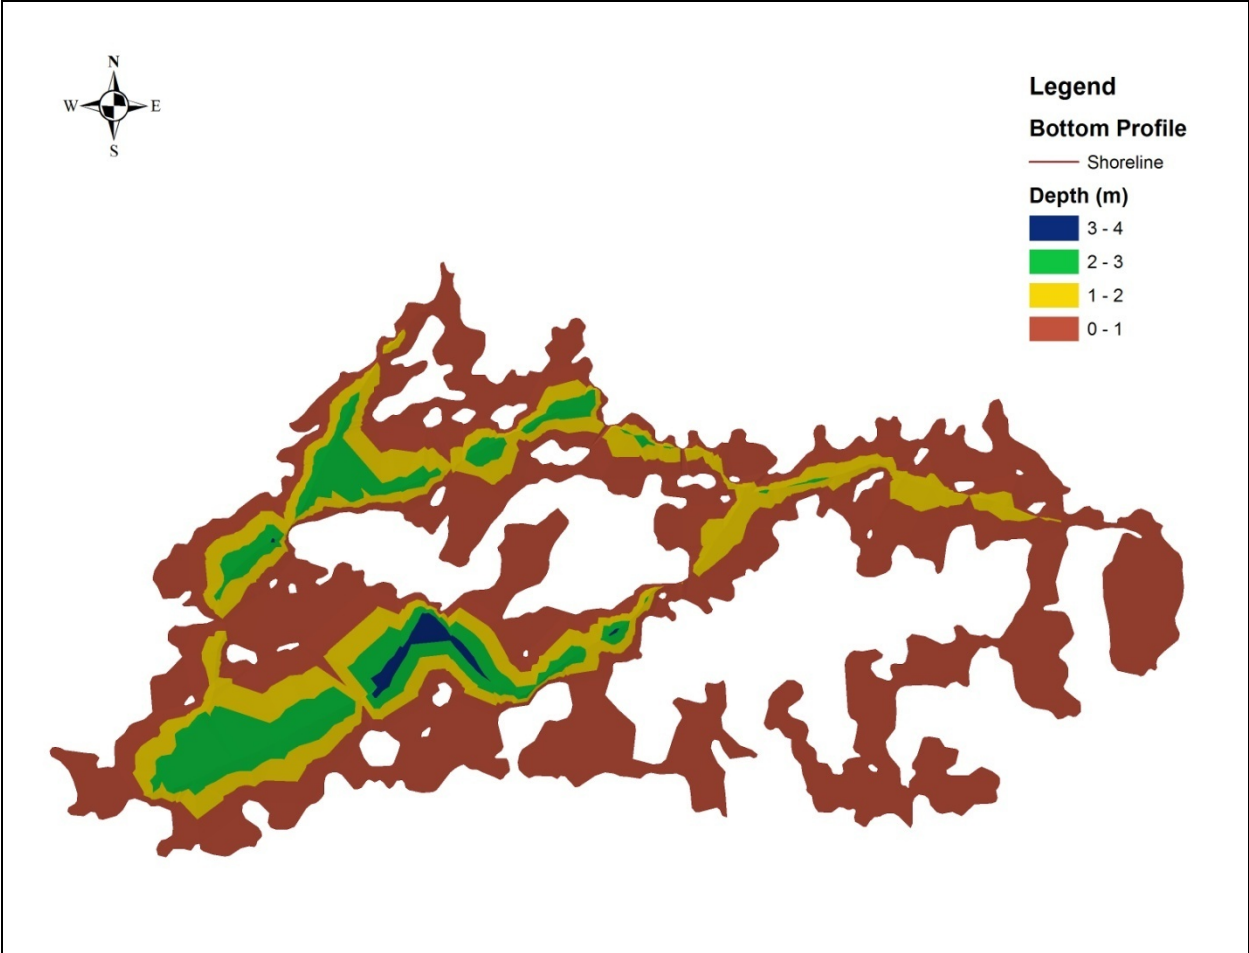 N
W E
S
Legend
Bottom Profile
Shoreline
Depth (m)
3 - 4
2 - 3
1 - 2
0 - 1